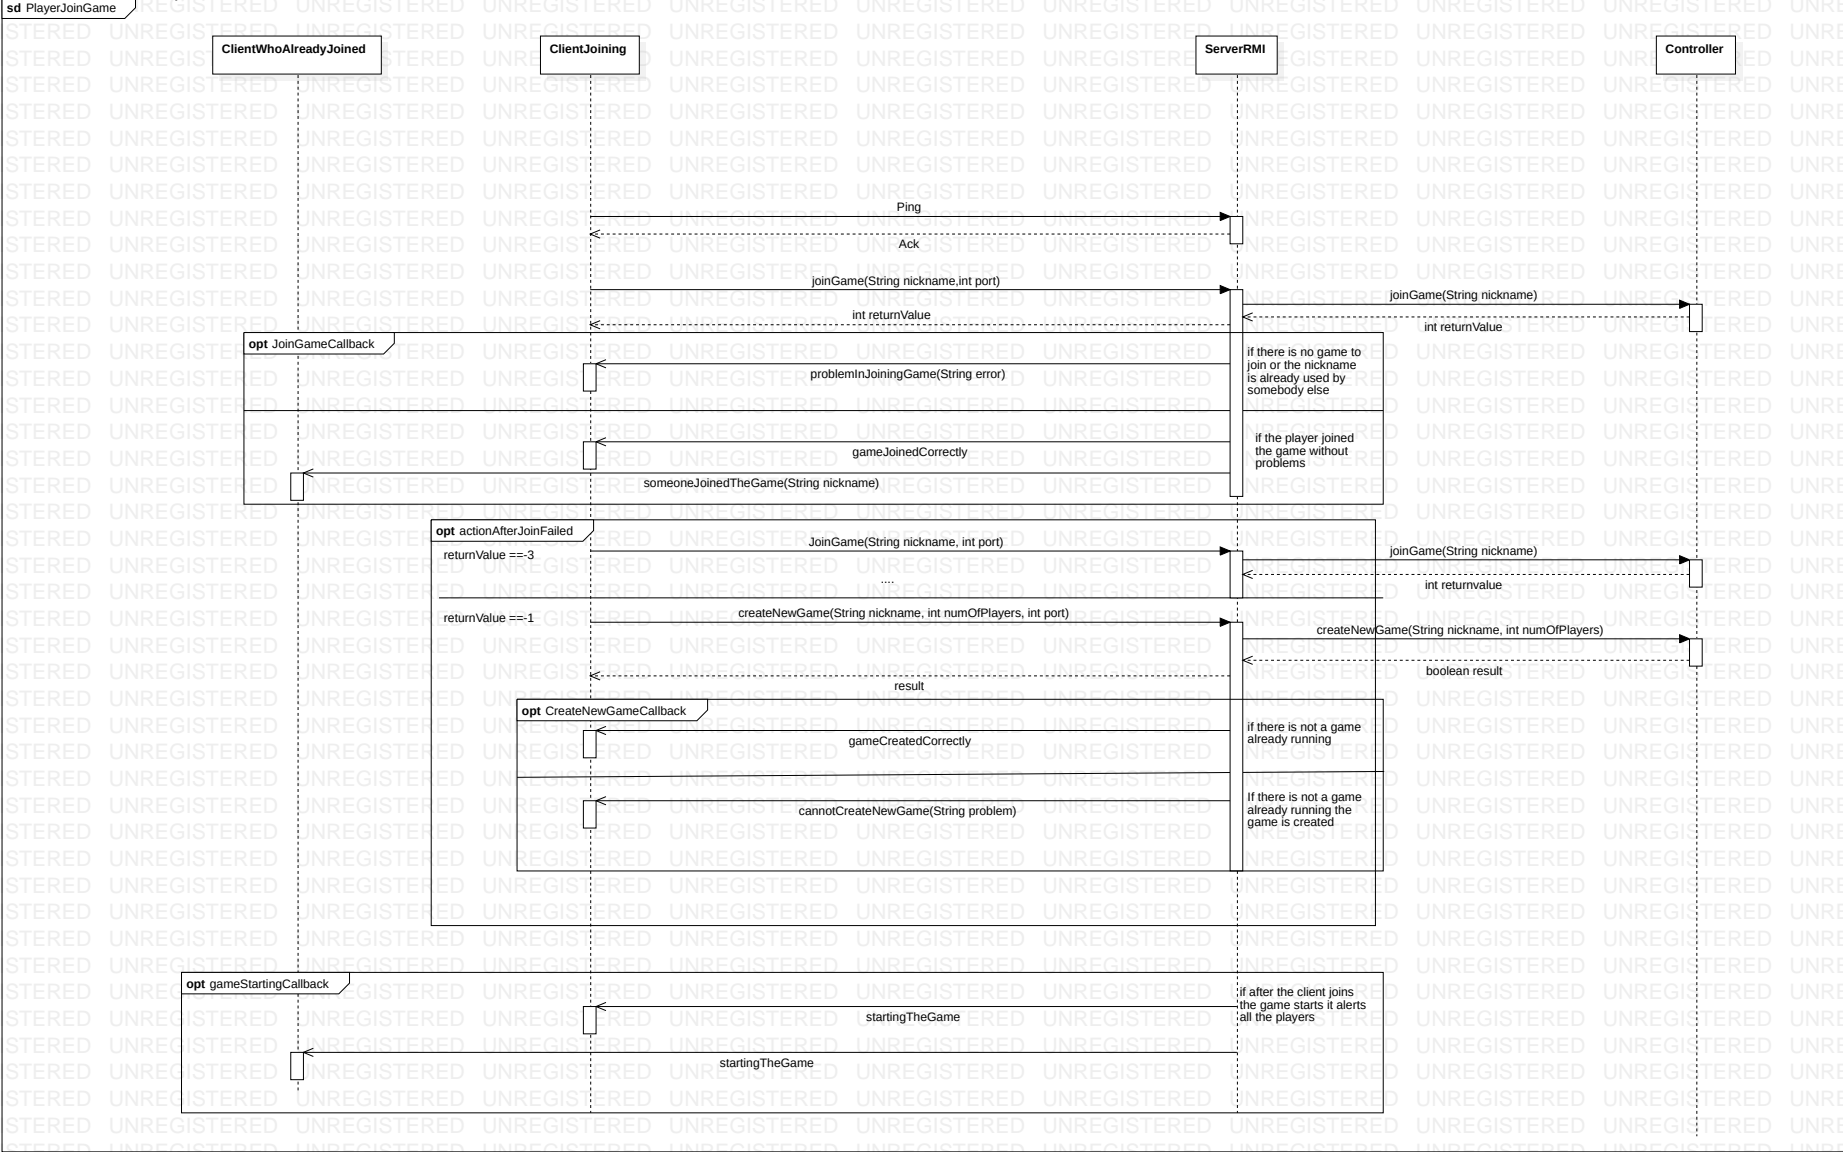 sd PlayerJoinGame
ClientWhoAlreadyJoined
ClientJoining
ServerRMI
Controller
Ping
Ack
joinGame(String nickname,int port)
joinGame(String nickname)
int returnValue
int returnValue
opt JoinGameCallback
if there is no game to
join or the nickname
is already used by
somebody else
problemInJoiningGame(String error)
if the player joined
the game without
problems
gameJoinedCorrectly
someoneJoinedTheGame(String nickname)
opt actionAfterJoinFailed
returnValue ==-3
JoinGame(String nickname, int port)
joinGame(String nickname)
....
int returnvalue
returnValue ==-1
createNewGame(String nickname, int numOfPlayers, int port)
createNewGame(String nickname, int numOfPlayers)
boolean result
result
opt CreateNewGameCallback
if there is not a game
already running
gameCreatedCorrectly
If there is not a game
already running the
game is created
cannotCreateNewGame(String problem)
opt gameStartingCallback
if after the client joins
the game starts it alerts
all the players
startingTheGame
startingTheGame
UNREGISTERED